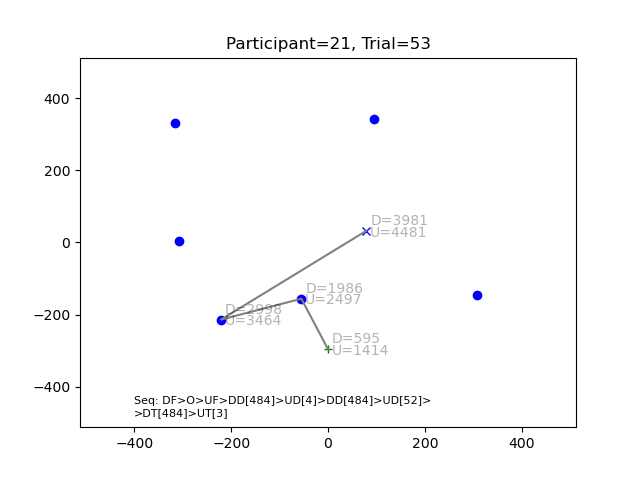 Participant=21, Trial=53
400
200
0
−200
−400
D=3981
U=4481
D=1986
U=2497
D=2998
U=3464
D=595
U=1414
Seq: DF>O>UF>DD[484]>UD[4]>DD[484]>UD[52]>
>DT[484]>UT[3]
−400
−200
0
200
400